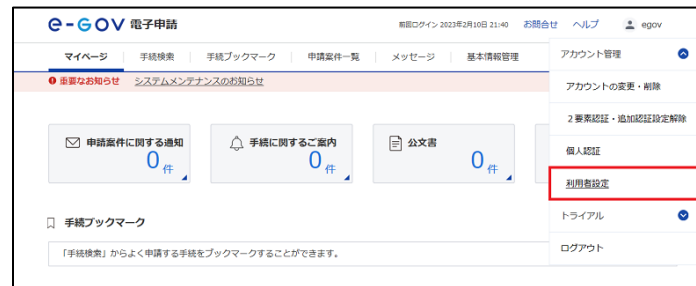 e-GOV 電子申請
前回ログイン 2023年2月10日 21:40 お問合せ ヘルプ egov
マイページ 手続検索 手続ブックマーク 申請案件一覧 メッセージ 基本情報管理
アカウント管理
重要なお知らせ システムメンテナンスのお知らせ
アカウントの変更・削除
2要素認証・追加認証設定解除
申請案件に関する通知 0件
手続に関するご案内 0件
公文書 0件
個人認証
利用者設定
トライアル
手続ブックマーク
ログアウト
「手続検索」からよく申請する手続をブックマークすることができます。